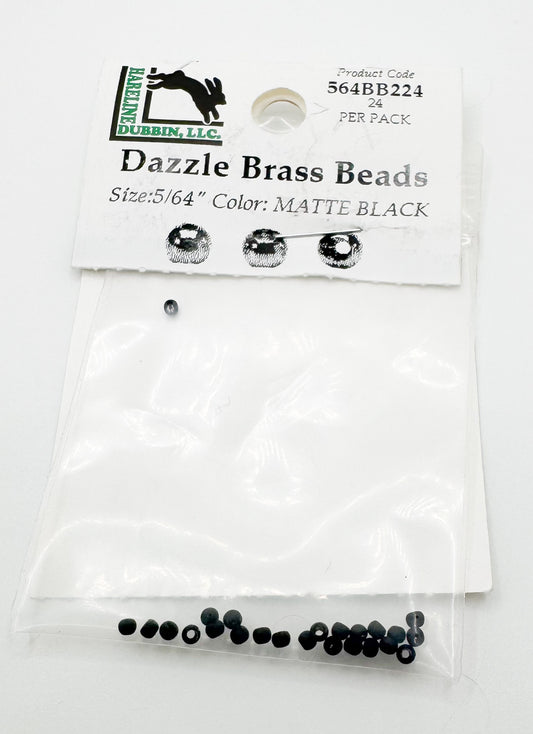 HARELINE
DUBBIN, LLC.
Product Code
564BB224
24
PER PACK
Dazzle Brass Beads
Size:5/64" Color: MATTE BLACK